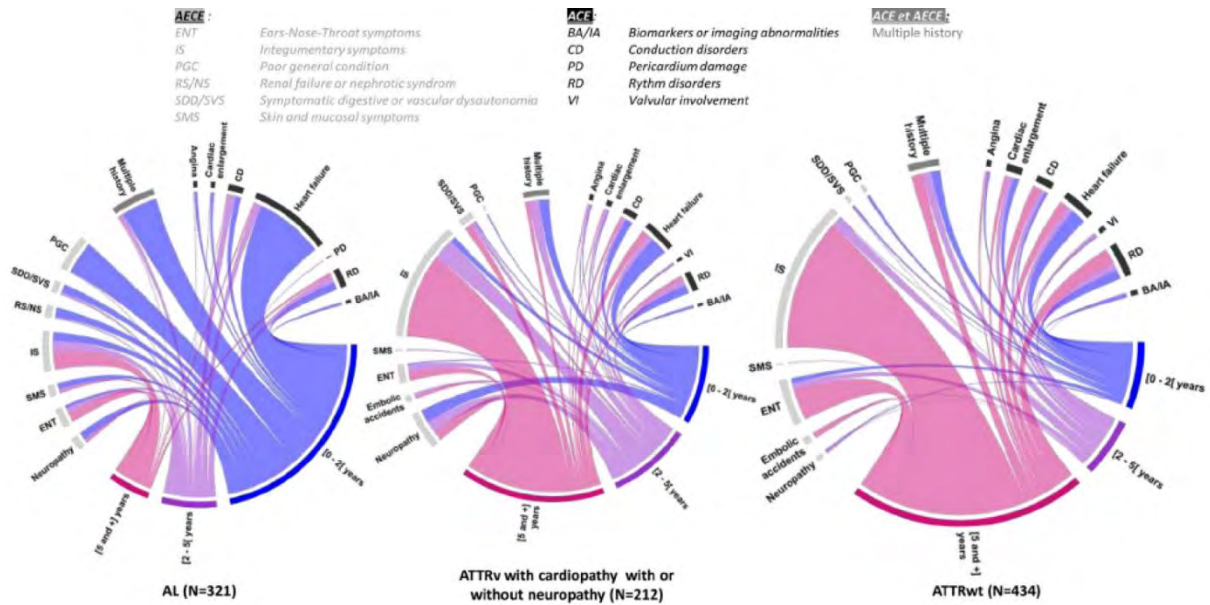 AECE :
ENT Ears-Nose-Throat symptoms
IS Integumentary symptoms
PGC Poor general condition
RS/NS Renal failure or nephrotic syndrom
SDD/SVS Symptomatic digestive or vascular dysautonomia
SMS Skin and mucosal symptoms
ACE :
BA/IA Biomarkers or imaging abnormalities
CD Conduction disorders
PD Pericardium damage
RD Rythm disorders
VI Valvular involvement
ACE et AECE :
Multiple history
Multiple
history
Angina
Cardiac
enlargement
CD
Heart failure
PD
RD
BA/IA
[0 - 2[ years
[2 - 5[ years
[5 and +] years
Neuropathy
ENT
SMS
IS
RS/NS
SDD/SVS
PGC
AL (N=321)
Multiple
history
Angina
Cardiac
enlargement
CD
Heart failure
VI
RD
BA/IA
[0 - 2[ years
[2 - 5[ years
[5 and +]
years
Neuropathy
Embolic
accidents
ENT
SMS
IS
SDD/SVS
PGC
ATTRv with cardiopathy with or
without neuropathy (N=212)
Multiple
history
Angina
Cardiac
enlargement
CD
Heart failure
VI
RD
BA/IA
[0 - 2[ years
[2 - 5[ years
[5 and +]
years
Neuropathy
Embolic
accidents
ENT
SMS
IS
SDD/SVS
PGC
ATTRwt (N=434)